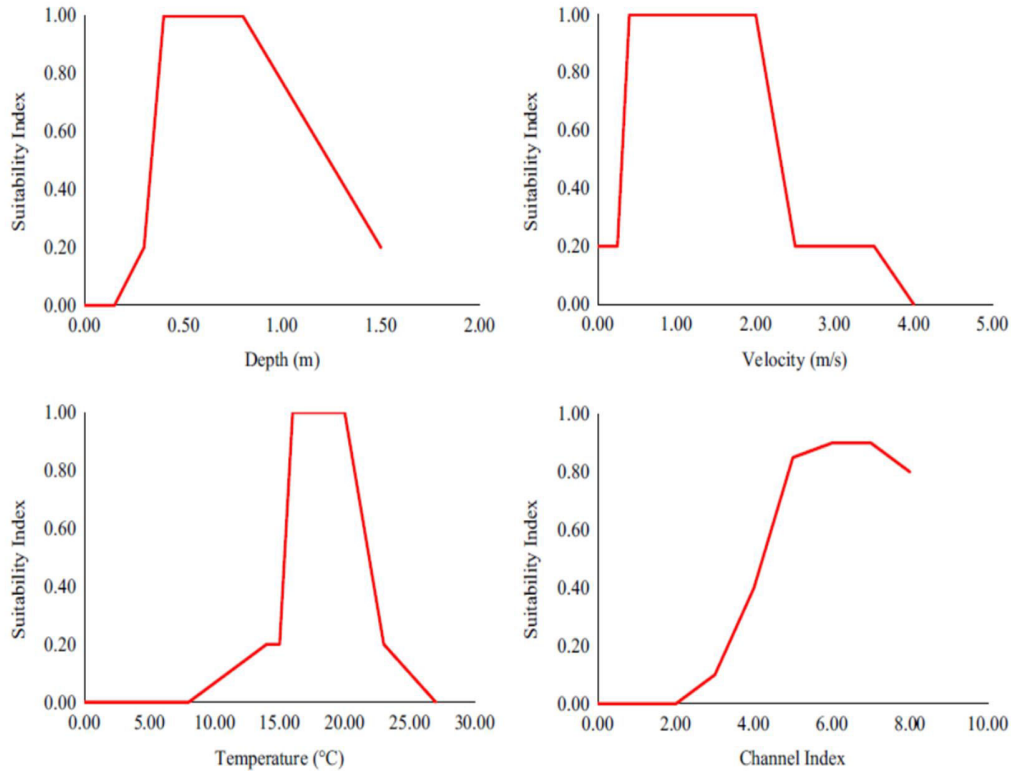 1.00
0.80
0.60
0.40
0.20
0.00
Suitability Index
0.00 0.50 1.00 1.50 2.00
Depth (m)
1.00
0.80
0.60
0.40
0.20
0.00
Suitability Index
0.00 1.00 2.00 3.00 4.00 5.00
Velocity (m/s)
1.00
0.80
0.60
0.40
0.20
0.00
Suitability Index
0.00 5.00 10.00 15.00 20.00 25.00 30.00
Temperature (°C)
1.00
0.80
0.60
0.40
0.20
0.00
Suitability Index
0.00 2.00 4.00 6.00 8.00 10.00
Channel Index